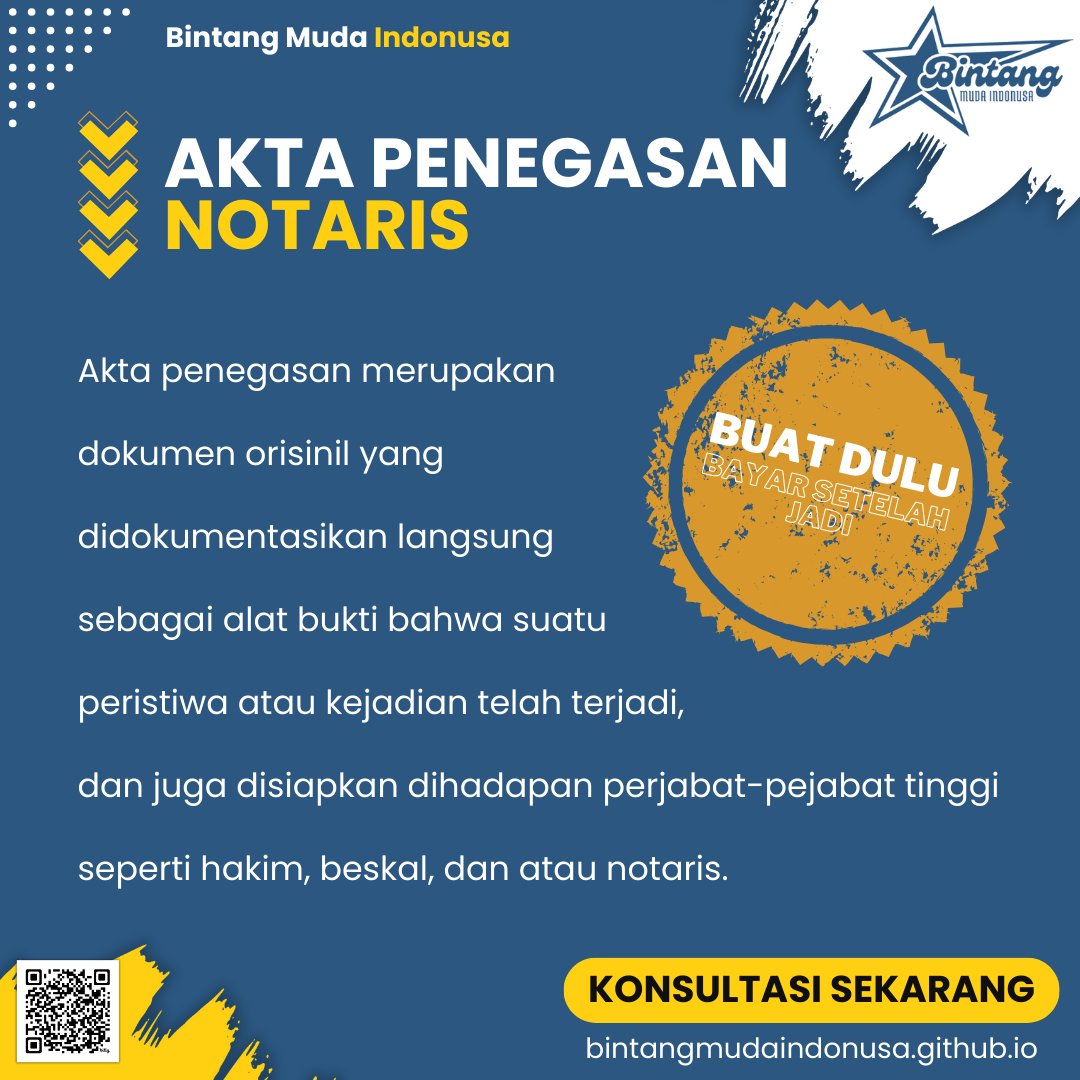 Bintang Muda Indonusa
Bintang
MUDA INDONUSA
AKTA PENEGASAN
NOTARIS
Akta penegasan merupakan
dokumen orisinil yang
didokumentasikan langsung
sebagai alat bukti bahwa suatu
peristiwa atau kejadian telah terjadi,
dan juga disiapkan dihadapan perjabat-pejabat tinggi
seperti hakim, beskal, dan atau notaris.
BUAT DULU
BAYAR SETELAH
JADI
KONSULTASI SEKARANG
bintangmudaindonusa.github.io